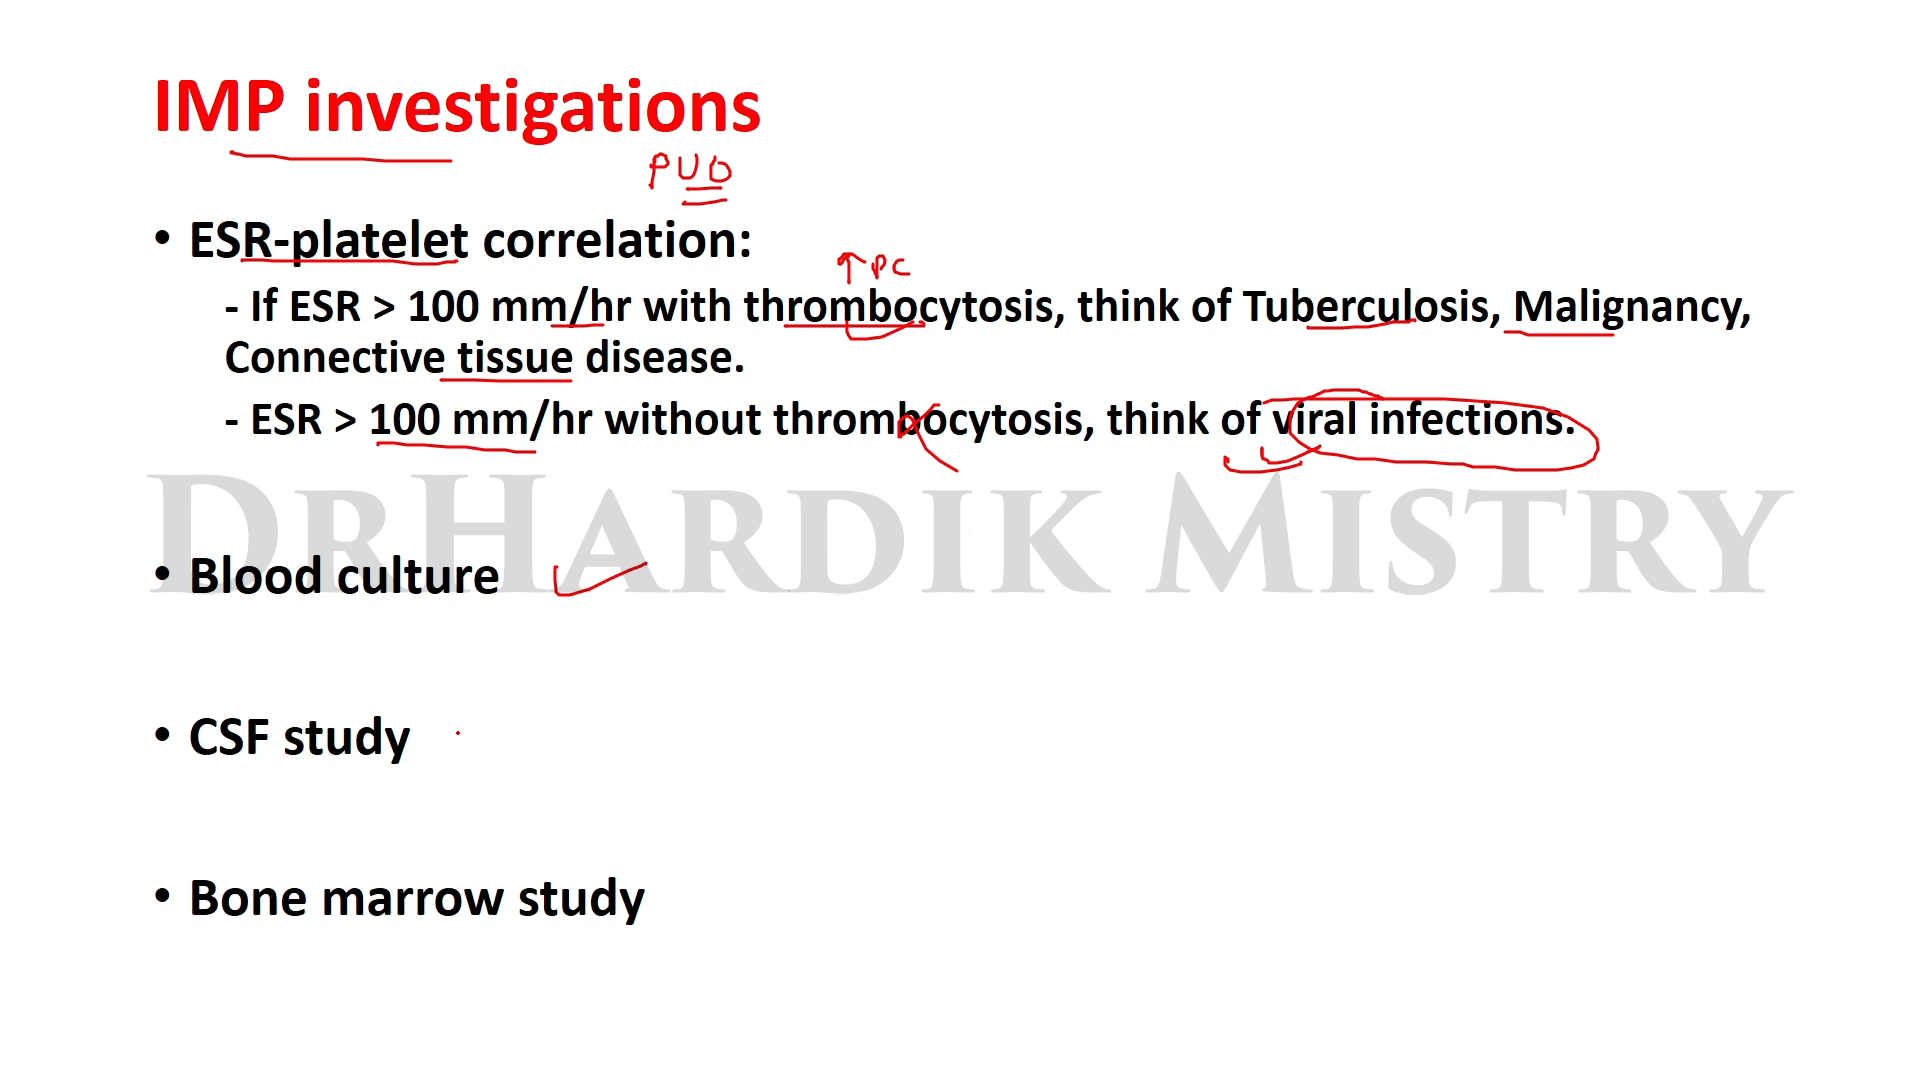 IMP investigations
PUO
• ESR-platelet correlation:
↑ PC
- If ESR > 100 mm/hr with thrombocytosis, think of Tuberculosis, Malignancy,
Connective tissue disease.
- ESR > 100 mm/hr without thrombocytosis, think of viral infections.
DRHARDIK MISTRY
• Blood culture
• CSF study
• Bone marrow study